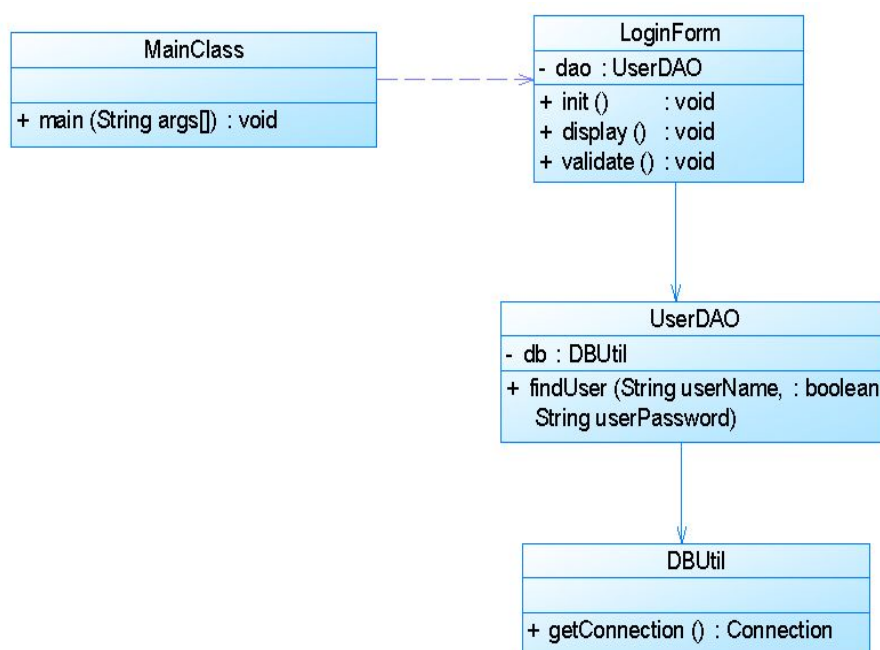 MainClass
+ main (String args[]) : void
LoginForm
- dao : UserDAO
+ init () : void
+ display () : void
+ validate () : void
UserDAO
- db : DBUtil
+ findUser (String userName, : boolean
String userPassword)
DBUtil
+ getConnection () : Connection